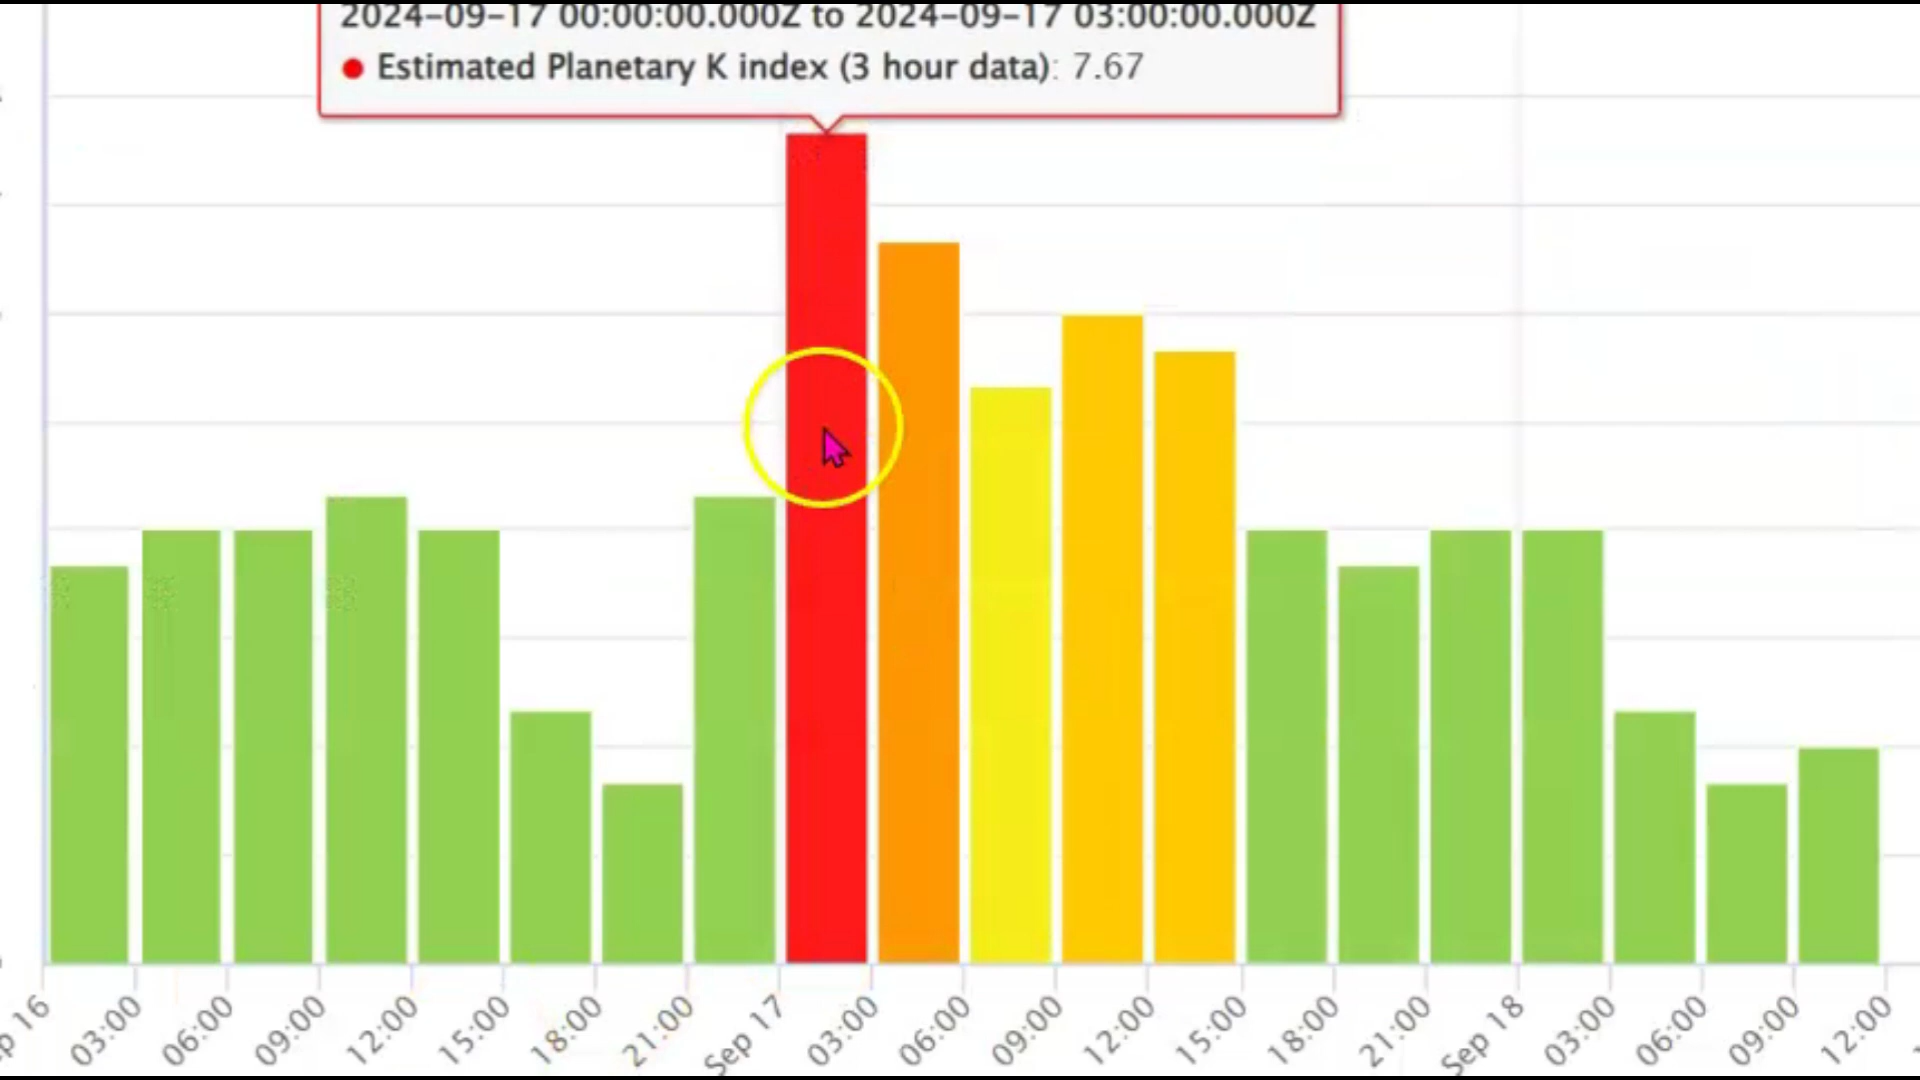 2024-09-17 00:00:00.000Z to 2024-09-17 03:00:00.000Z
Estimated Planetary K index (3 hour data): 7.67
16 03:00 06:00 09:00 12:00 15:00 18:00 21:00 Sep 17 03:00 06:00 09:00 12:00 15:00 18:00 21:00 Sep 18 03:00 06:00 09:00 12:00